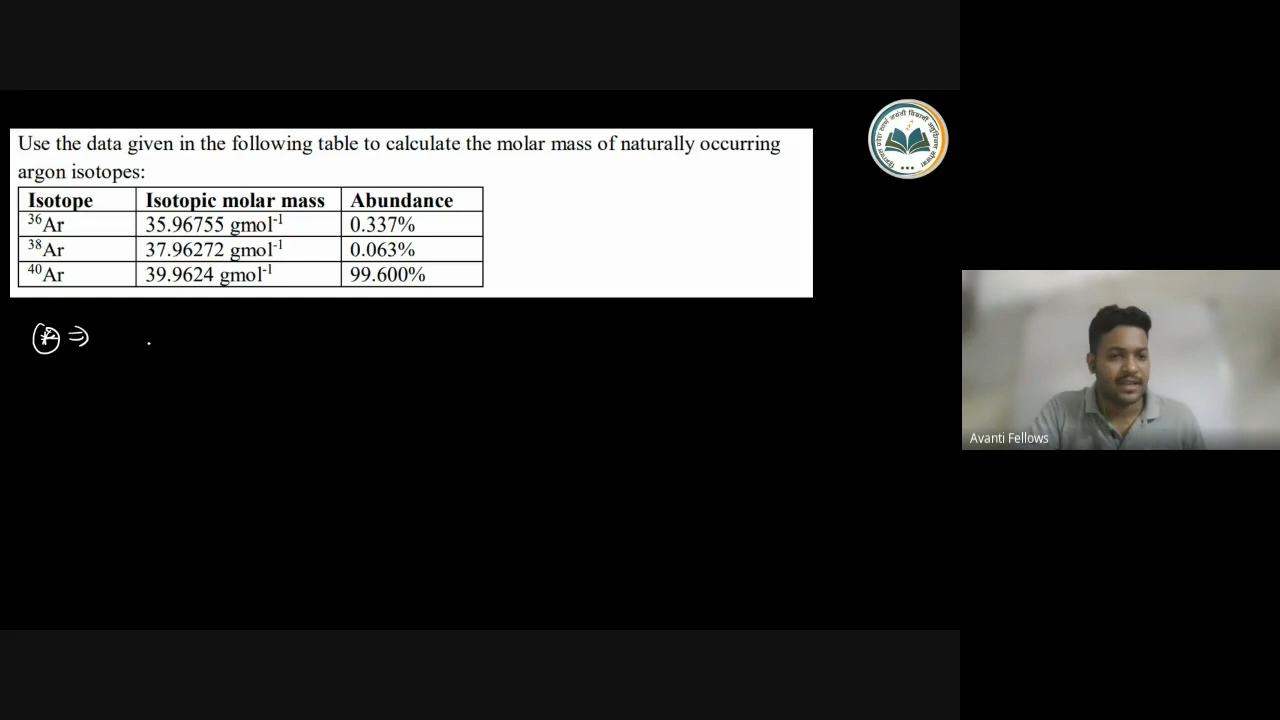 Use the data given in the following table to calculate the molar mass of naturally occurring
argon isotopes:
Isotope Isotopic molar mass Abundance
³⁶Ar 35.96755 gmol⁻¹ 0.337%
³⁸Ar 37.96272 gmol⁻¹ 0.063%
⁴⁰Ar 39.9624 gmol⁻¹ 99.600%
⇒
Avanti Fellows